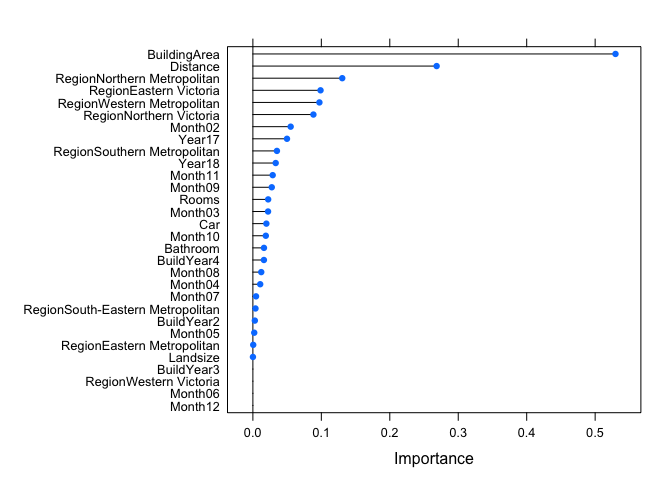 BuildingArea
Distance
RegionNorthern Metropolitan
RegionEastern Victoria
RegionWestern Metropolitan
RegionNorthern Victoria
Month02
Year17
RegionSouthern Metropolitan
Year18
Month11
Month09
Rooms
Month03
Car
Month10
Bathroom
BuildYear4
Month08
Month04
Month07
RegionSouth-Eastern Metropolitan
BuildYear2
Month05
RegionEastern Metropolitan
Landsize
BuildYear3
RegionWestern Victoria
Month06
Month12
0.0 0.1 0.2 0.3 0.4 0.5
Importance